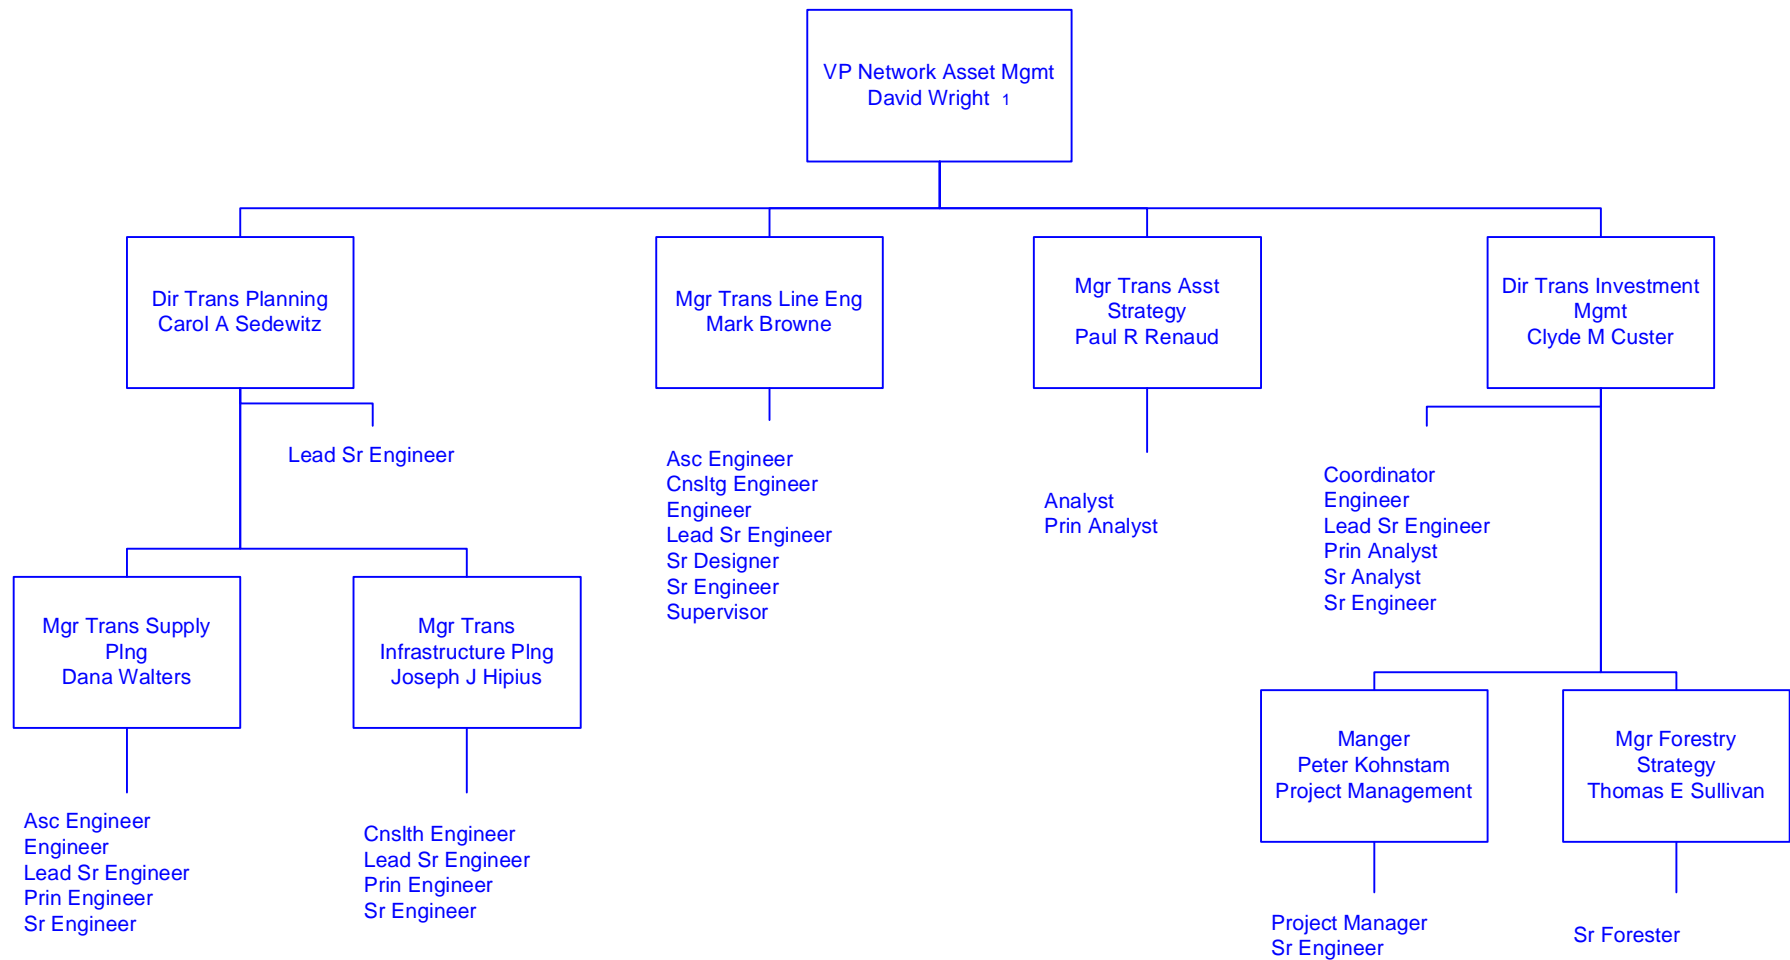 VP Network Asset Mgmt
David Wright 1
Dir Trans Planning
Carol A Sedewitz
Mgr Trans Line Eng
Mark Browne
Mgr Trans Asst
Strategy
Paul R Renaud
Dir Trans Investment
Mgmt
Clyde M Custer
Lead Sr Engineer
Asc Engineer
Cnsltg Engineer
Engineer
Lead Sr Engineer
Sr Designer
Sr Engineer
Supervisor
Analyst
Prin Analyst
Coordinator
Engineer
Lead Sr Engineer
Prin Analyst
Sr Analyst
Sr Engineer
Mgr Trans Supply
Plng
Dana Walters
Mgr Trans
Infrastructure Plng
Joseph J Hipius
Manger
Peter Kohnstam
Project Management
Mgr Forestry
Strategy
Thomas E Sullivan
Asc Engineer
Engineer
Lead Sr Engineer
Prin Engineer
Sr Engineer
Cnslth Engineer
Lead Sr Engineer
Prin Engineer
Sr Engineer
Project Manager
Sr Engineer
Sr Forester